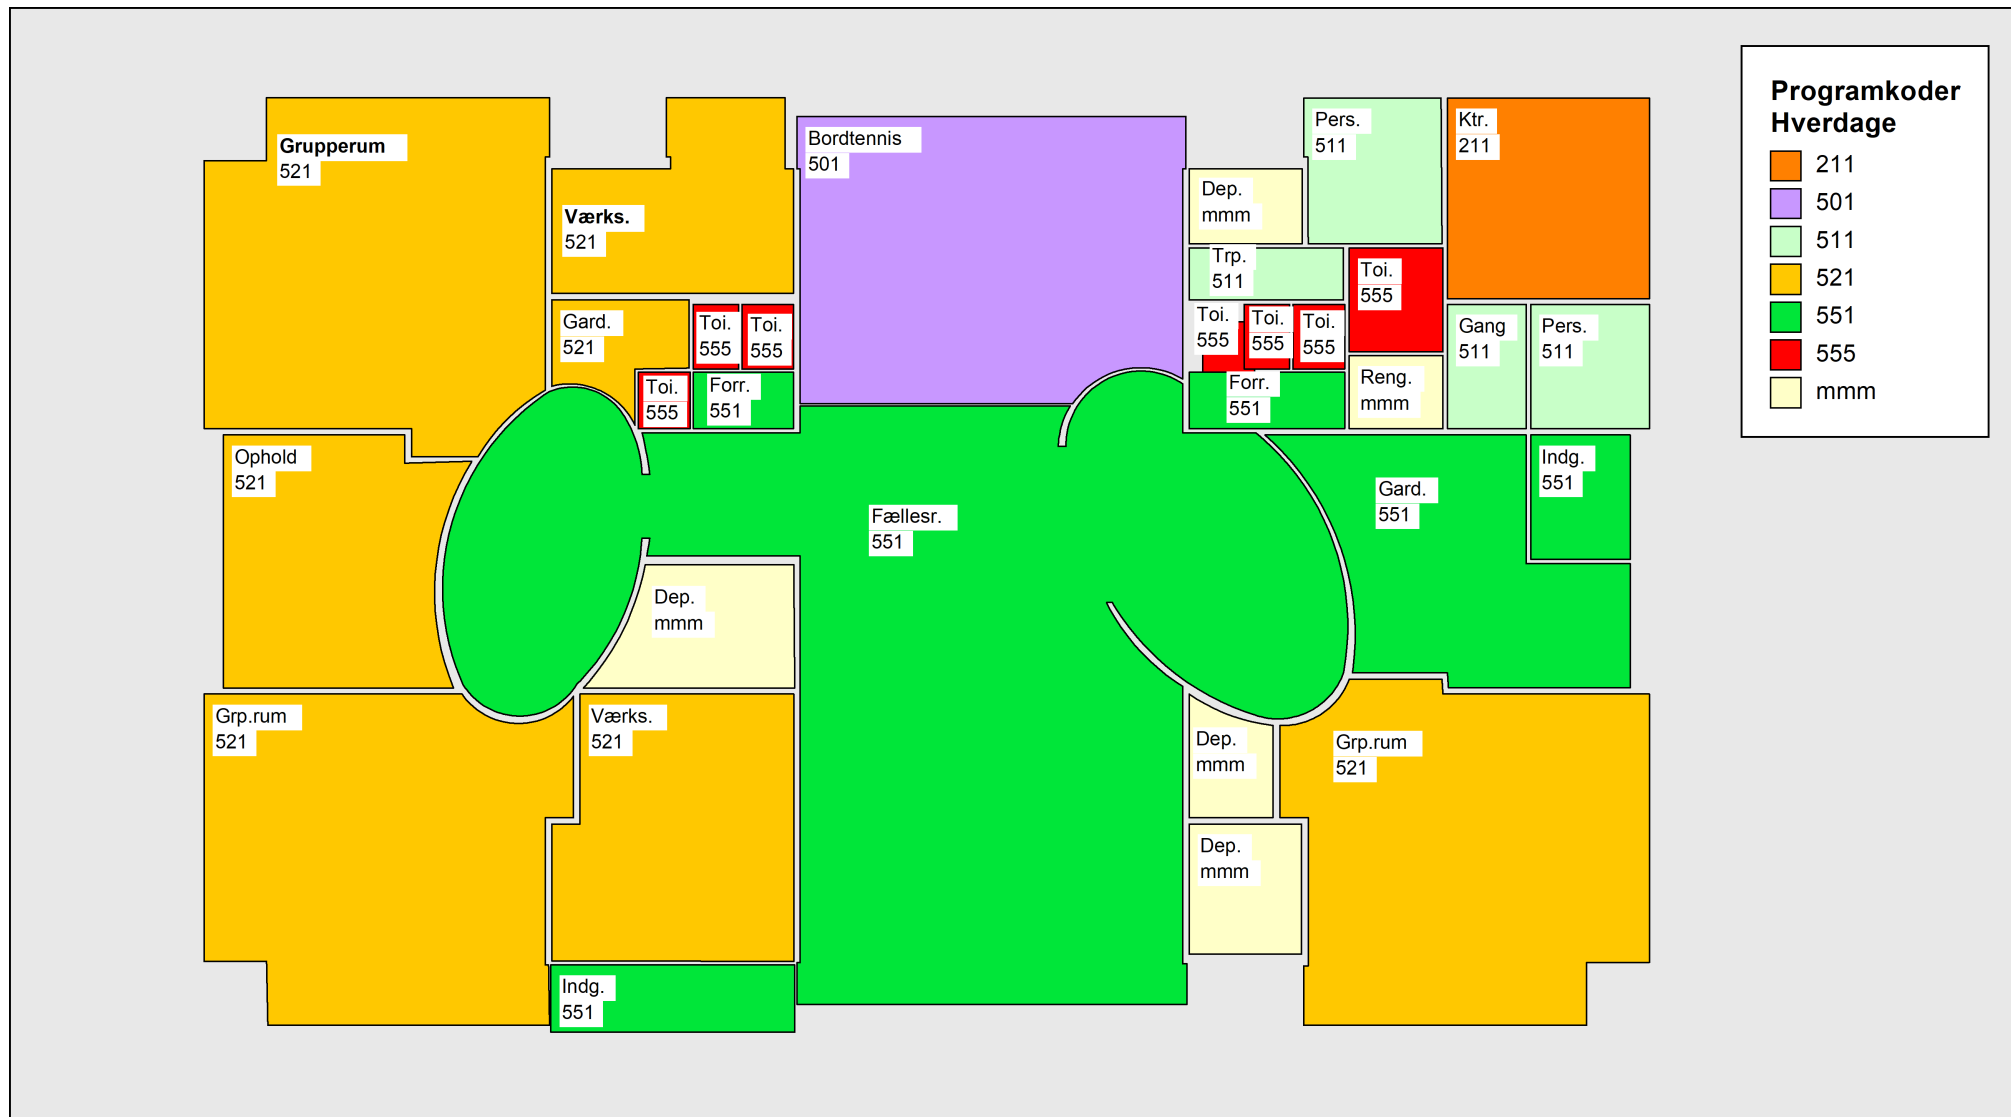 Programkoder
Hverdage
211
501
511
521
551
555
mmm
Grupperum
521
Værks.
521
Bordtennis
501
Dep.
mmm
Pers.
511
Ktr.
211
Trp.
511
Toi.
555
Gard.
521
Toi.
555
Toi.
555
Toi.
555
Toi.
555
Toi.
555
Gang
511
Pers.
511
Toi.
555
Forr.
551
Forr.
551
Reng.
mmm
Ophold
521
Fællesr.
551
Gard.
551
Indg.
551
Dep.
mmm
Grp.rum
521
Værks.
521
Dep.
mmm
Grp.rum
521
Dep.
mmm
Indg.
551